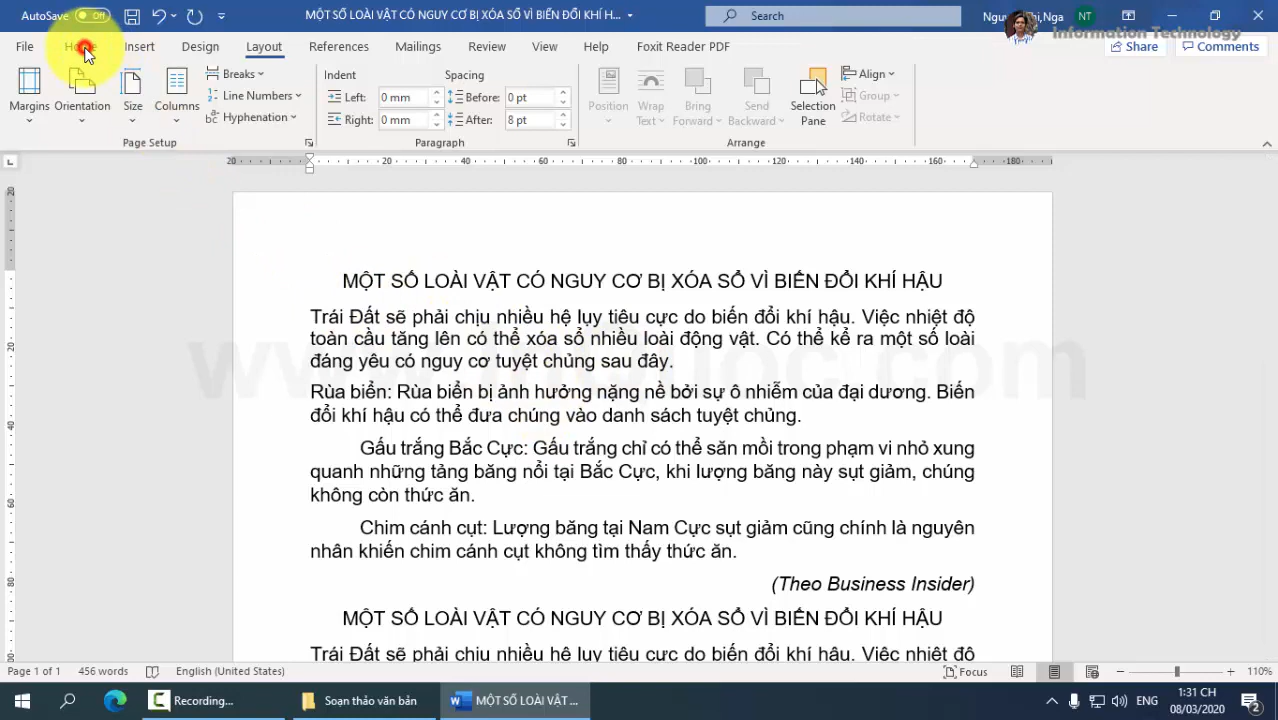 AutoSave Off MỘT SỐ LOÀI VẬT CÓ NGUY CƠ BỊ XÓA SỔ VÌ BIẾN ĐỔI KHÍ H... Search Nga NT
Information Technology
File Home Insert Design Layout References Mailings Review View Help Foxit Reader PDF Share Comments
Margins Orientation Size Columns Breaks Line Numbers Hyphenation
Indent Spacing
Left: 0 mm Before: 0 pt
Right: 0 mm After: 8 pt
Position Wrap Text Bring Forward Send Backward Selection Pane Align Group Rotate
Page Setup Paragraph Arrange
20 20 40 60 80 100 120 140 160 180
MỘT SỐ LOÀI VẬT CÓ NGUY CƠ BỊ XÓA SỔ VÌ BIẾN ĐỔI KHÍ HẬU
Trái Đất sẽ phải chịu nhiều hệ lụy tiêu cực do biến đổi khí hậu. Việc nhiệt độ
toàn cầu tăng lên có thể xóa sổ nhiều loài động vật. Có thể kể ra một số loài
đáng yêu có nguy cơ tuyệt chủng sau đây.
Rùa biển: Rùa biển bị ảnh hưởng nặng nề bởi sự ô nhiễm của đại dương. Biến
đổi khí hậu có thể đưa chúng vào danh sách tuyệt chủng.
Gấu trắng Bắc Cực: Gấu trắng chỉ có thể săn mồi trong phạm vi nhỏ xung
quanh những tảng băng nổi tại Bắc Cực, khi lượng băng này sụt giảm, chúng
không còn thức ăn.
Chim cánh cụt: Lượng băng tại Nam Cực sụt giảm cũng chính là nguyên
nhân khiến chim cánh cụt không tìm thấy thức ăn.
(Theo Business Insider)
MỘT SỐ LOÀI VẬT CÓ NGUY CƠ BỊ XÓA SỔ VÌ BIẾN ĐỔI KHÍ HẬU
Trái Đất sẽ phải chịu nhiều hệ lụy tiêu cực do biến đổi khí hậu. Việc nhiệt độ
Page 1 of 1 456 words English (United States) Focus 110%
Recording... Soạn thảo văn bản MỘT SỐ LOÀI VẬT ... ENG 1:31 CH
08/03/2020 2